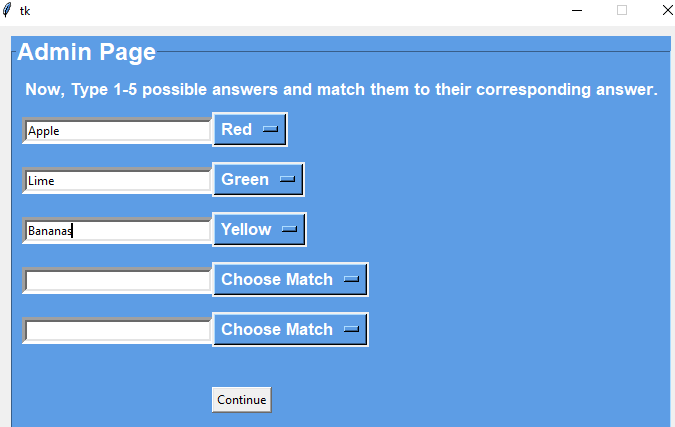 tk
Admin Page
Now, Type 1-5 possible answers and match them to their corresponding answer.
Apple Red
Lime Green
Bananas Yellow
Choose Match
Choose Match
Continue